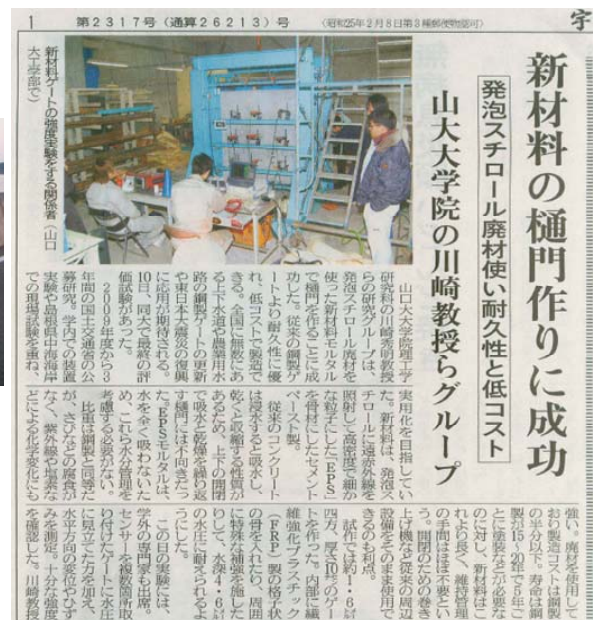 1 第2317号(通算26213)号 (昭和25年2月8日第3種郵便物認可) 宇
新材料の樋門作りに成功
発泡スチロール廃材使い耐久性と低コスト
山大大学院の川崎教授らグループ
新材料ゲートの強度実験をする関係者(山口
大工学部で)
山口大大学院理工学
研究科の川崎秀明教授
らの研究グループは、
発泡スチロール廃材を
使った新材料モルタル
で樋門を作ることに成
功した。従来の鋼製ゲ
ートより耐久性に優
れ、低コストで製造で
きる。全国に無数にあ
る上下水道や農業用水
路の鋼製ゲートの更新
や東日本大震災の復興
に応用が期待される。
10日、同大で最終の評
価試験があった。
2009年度から3
年間の国土交通省の公
募研究。学内での装置
実験や島根県中海海岸
での現場試験を重ね、
実用化を目指してい
た。新材料は、発泡ス
チロールに遠赤外線を
照射して高密度で細か
な粒子にした「EPS」
を骨材にしたセメント
ペースト製。
従来のコンクリート
は浸水すると吸水し、
乾くと収縮する性質が
あるため、上下の開閉
で吸水と乾燥を繰り返
す樋門には不向きだっ
た。EPSモルタルは、
水を全く吸わないた
め、これら水分管理を
考慮する必要がない。
比重は鋼製と同等だ
が、さびなどの腐食が
なく、紫外線や塩素な
どによる化学変化にも
強い。廃材を使用して
おり製造コストは鋼製
の半分以下。寿命は鋼
製が15〜20年で5年ご
とに塗装などが必要な
のに対し、新材料はこ
れより長く、維持管理
の手間はほぼ不要とい
う。開閉のための巻き
上げ機など従来の周辺
設備をそのまま使用で
きるのも利点。
試作では約1・6㍍
四方、厚さ10㌢のゲー
トを作った。内部に繊
維強化プラスチック
(FRP)製の格子状
の骨を入れたり、周囲
に特殊な補強を施した
りして、水深4・6㍍
の水圧に耐えられるよ
うにした。
この日の実験には、
学外の専門家も出席。
センサーを複数箇所取
り付けたゲートに水圧
に見立てた力を加え、
水平方向の変位やひず
みを測定。十分な強度
を確認した。川崎教授